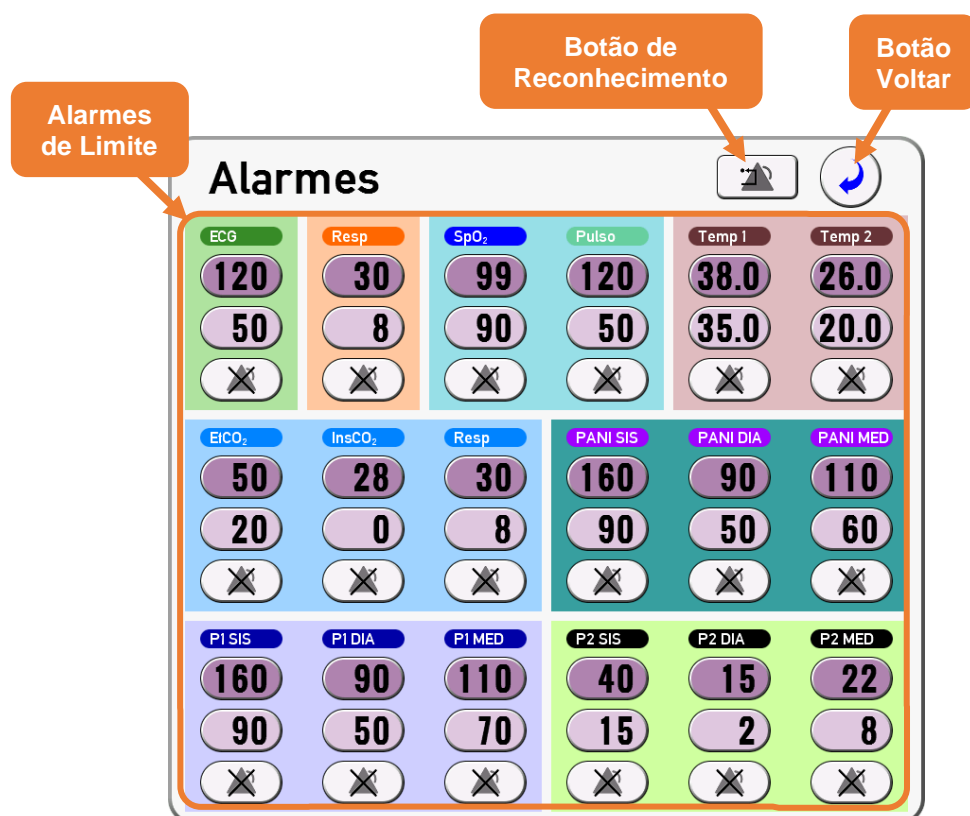 Botão de
Reconhecimento
Botão
Voltar
Alarmes
de Limite
Alarmes
ECG Resp SpO₂ Pulso Temp 1 Temp 2
120 30 99 120 38.0 26.0
50 8 90 50 35.0 20.0
EtCO₂ InsCO₂ Resp PANI SIS PANI DIA PANI MED
50 28 30 160 90 110
20 0 8 90 50 60
P1 SIS P1 DIA P1 MED P2 SIS P2 DIA P2 MED
160 90 110 40 15 22
90 50 70 15 2 8